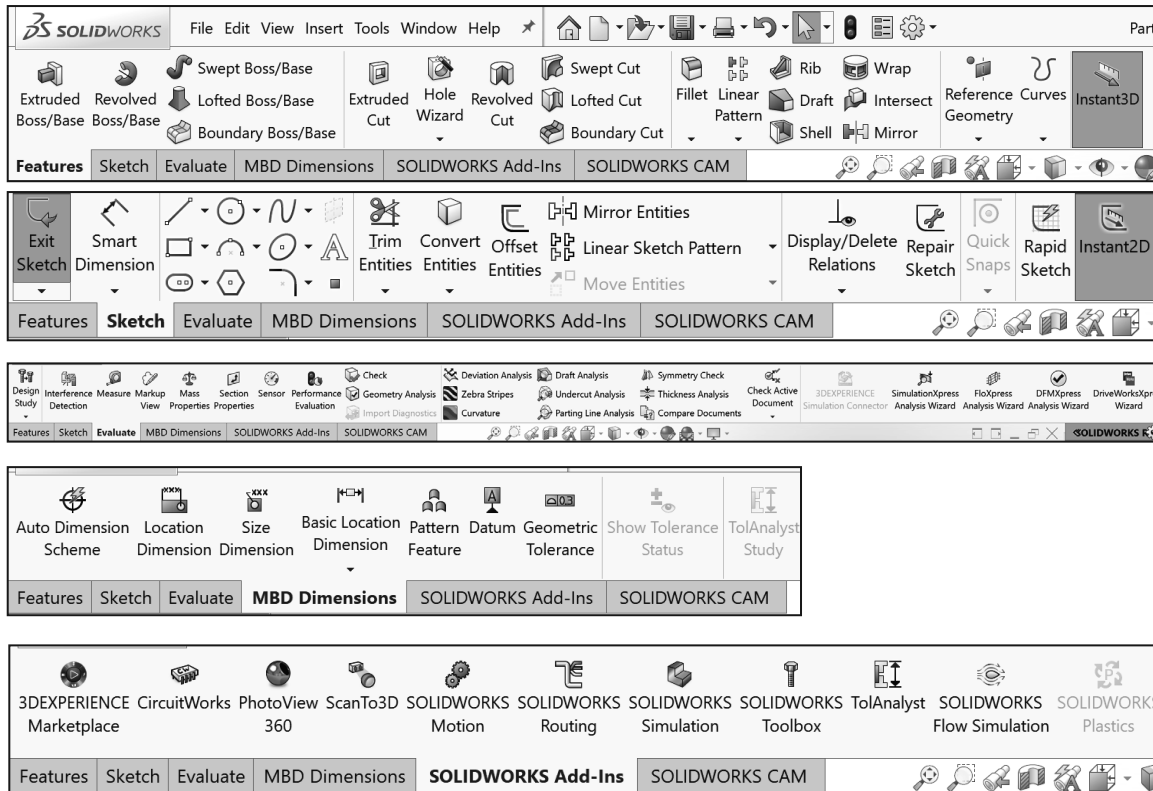 SOLIDWORKS File Edit View Insert Tools Window Help Part
Swept Boss/Base Swept Cut Rib Wrap
Extruded Revolved Lofted Boss/Base Extruded Hole Revolved Lofted Cut Fillet Linear Draft Intersect Reference Curves Instant3D
Boss/Base Boss/Base Cut Wizard Cut Pattern Geometry
Boundary Boss/Base Boundary Cut Shell Mirror
Features Sketch Evaluate MBD Dimensions SOLIDWORKS Add-Ins SOLIDWORKS CAM
Mirror Entities
Exit Smart Trim Convert Offset Linear Sketch Pattern Display/Delete Repair Quick Rapid Instant2D
Sketch Dimension Entities Entities Entities Relations Sketch Snaps Sketch
Move Entities
Features Sketch Evaluate MBD Dimensions SOLIDWORKS Add-Ins SOLIDWORKS CAM
Check Deviation Analysis Draft Analysis Symmetry Check
Design Interference Measure Markup Mass Section Sensor Performance Geometry Analysis Zebra Stripes Undercut Analysis Thickness Analysis Check Active 3DEXPERIENCE SimulationXpress FloXpress DFMXpress DriveWorksXpr
Study Detection View Properties Properties Evaluation Document Simulation Connector Analysis Wizard Analysis Wizard Analysis Wizard Wizard
Import Diagnostics Curvature Parting Line Analysis Compare Documents
Features Sketch Evaluate MBD Dimensions SOLIDWORKS Add-Ins SOLIDWORKS CAM SOLIDWORKS
Auto Dimension Location Size Basic Location Pattern Datum Geometric Show Tolerance TolAnalyst
Scheme Dimension Dimension Dimension Feature Tolerance Status Study
Features Sketch Evaluate MBD Dimensions SOLIDWORKS Add-Ins SOLIDWORKS CAM
3DEXPERIENCE CircuitWorks PhotoView ScanTo3D SOLIDWORKS SOLIDWORKS SOLIDWORKS SOLIDWORKS TolAnalyst SOLIDWORKS SOLIDWORKS
Marketplace 360 Motion Routing Simulation Toolbox Flow Simulation Plastics
Features Sketch Evaluate MBD Dimensions SOLIDWORKS Add-Ins SOLIDWORKS CAM